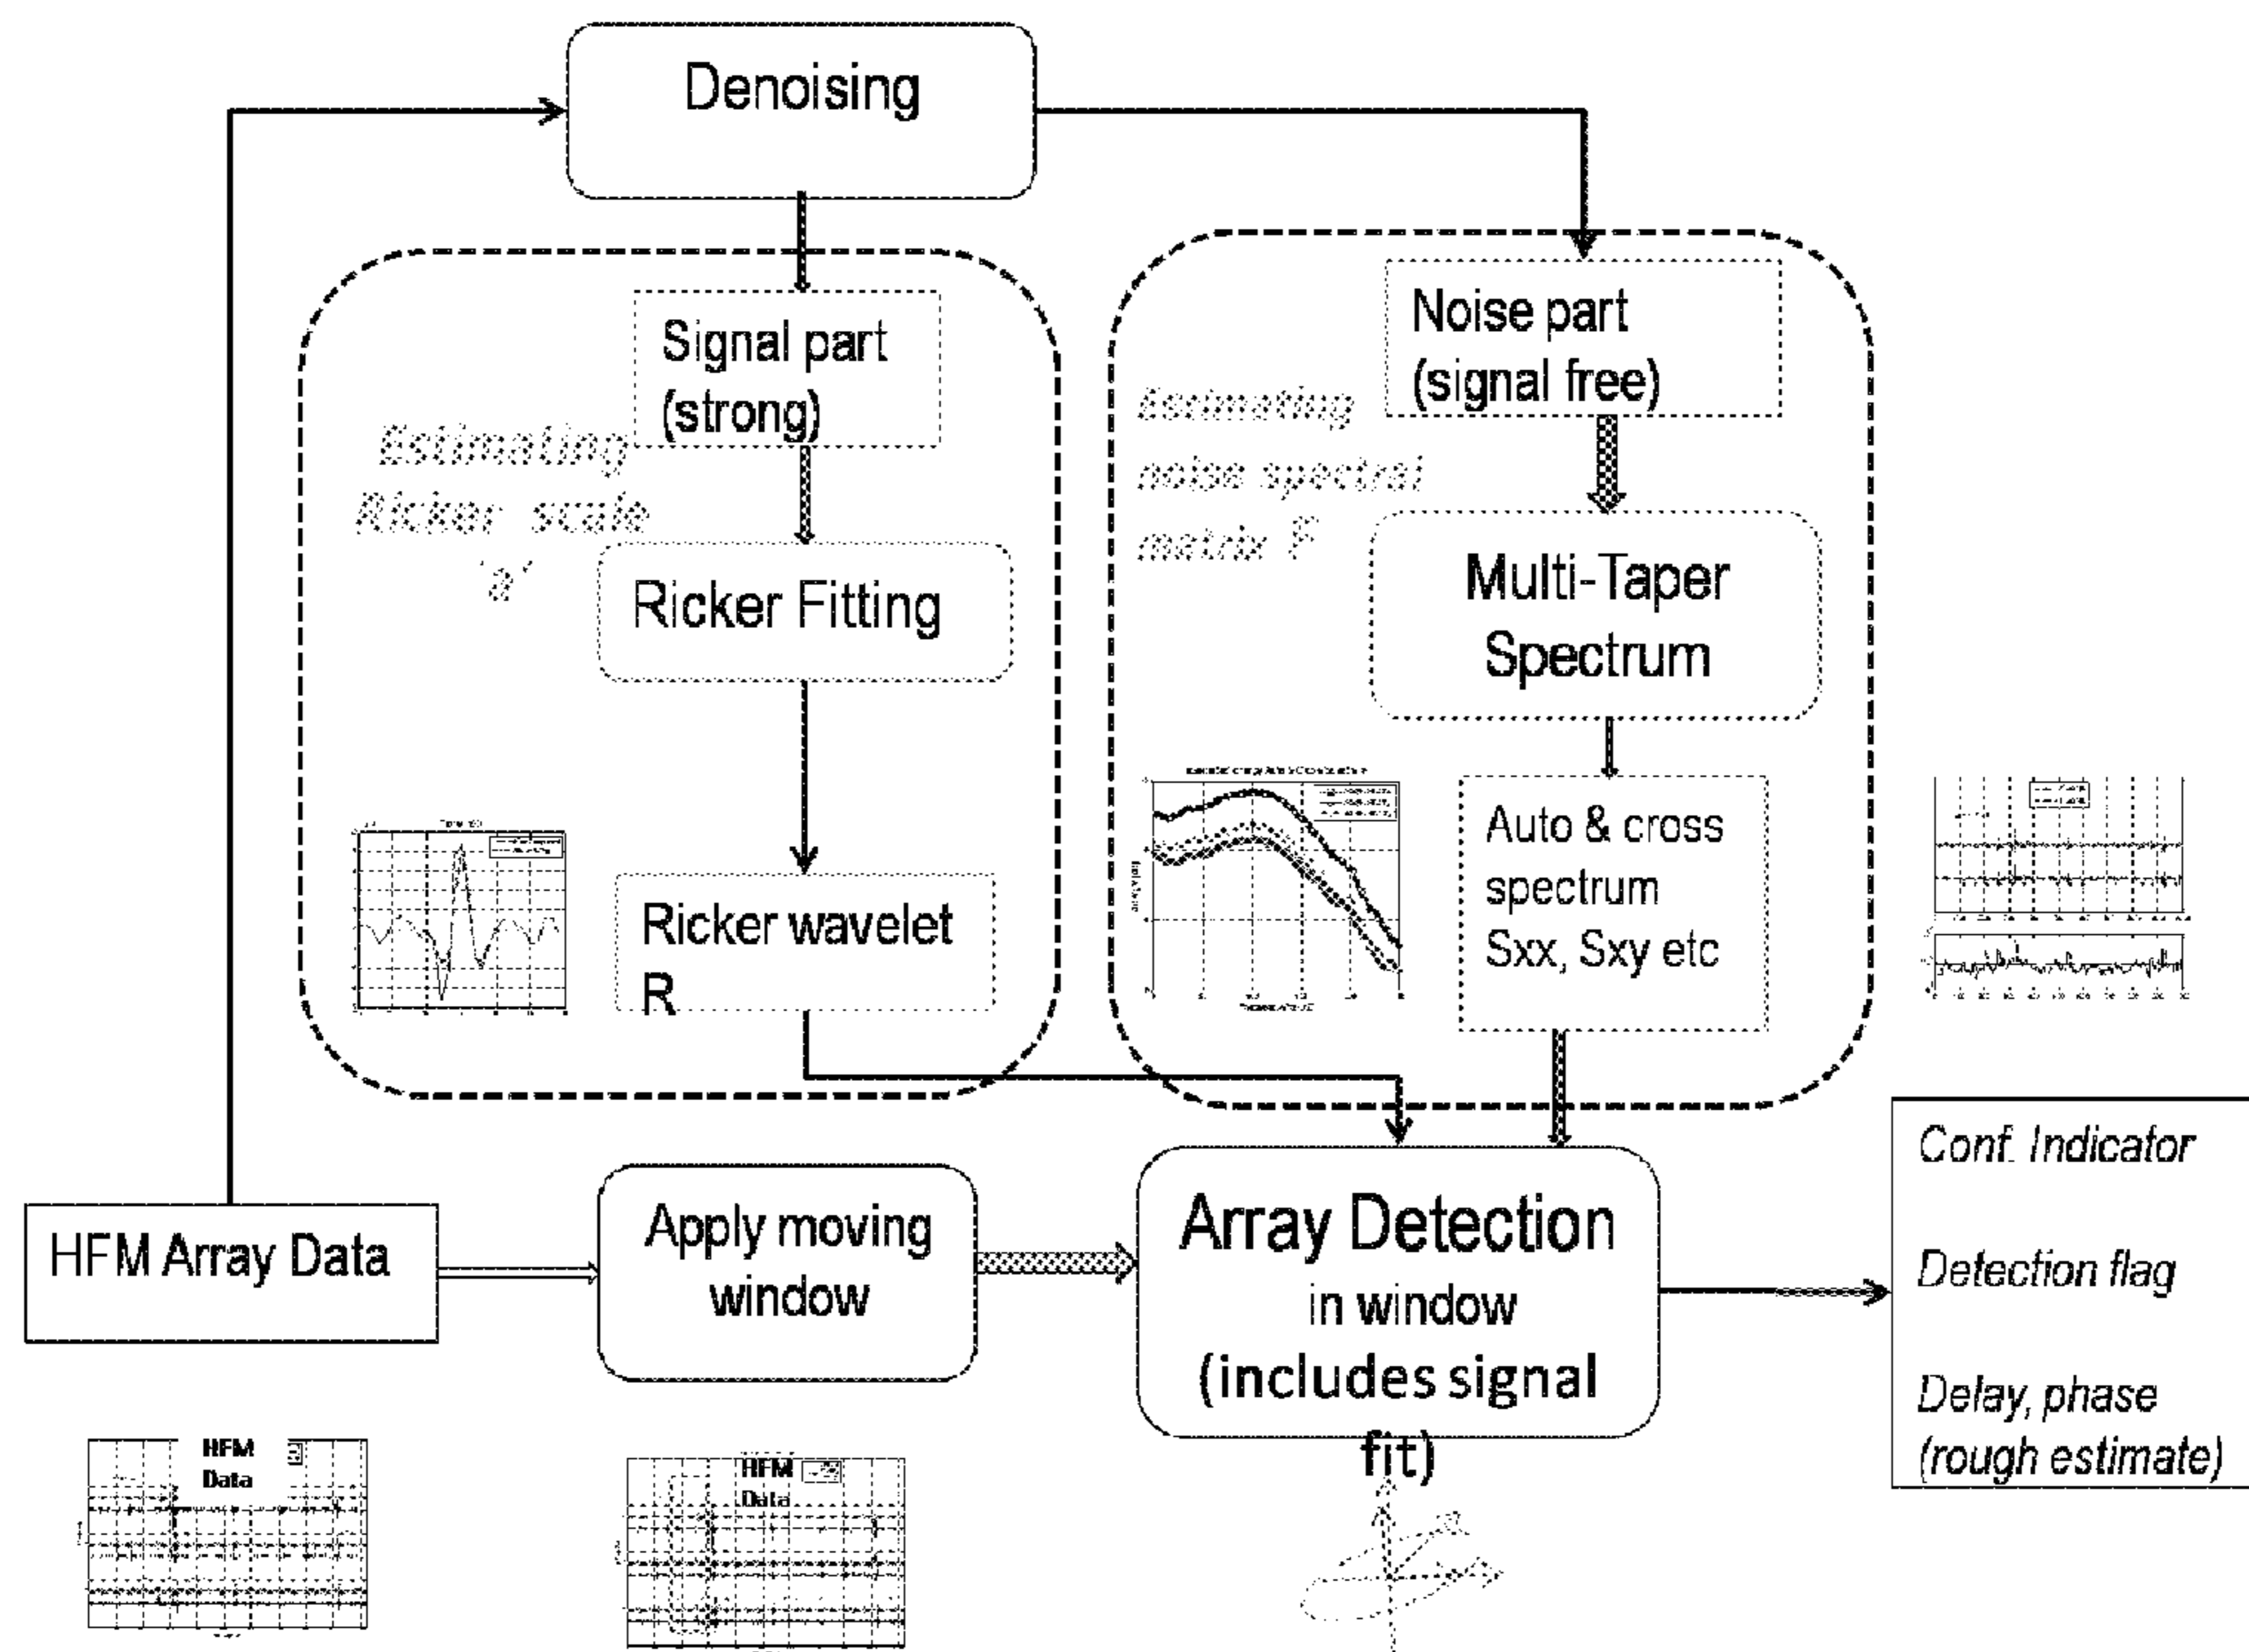 Denoising
Signal part
(strong)
Estimating
Ricker scale
'a'
Ricker Fitting
Ricker wavelet
R
Noise part
(signal free)
Estimating
noise spectral
matrix F
Multi-Taper
Spectrum
Auto & cross
spectrum
Sxx, Sxy etc
HFM Array Data
Apply moving
window
Array Detection
in window
(includes signal
fit)
Conf. Indicator
Detection flag
Delay, phase
(rough estimate)
HFM
Data
HFM
Data